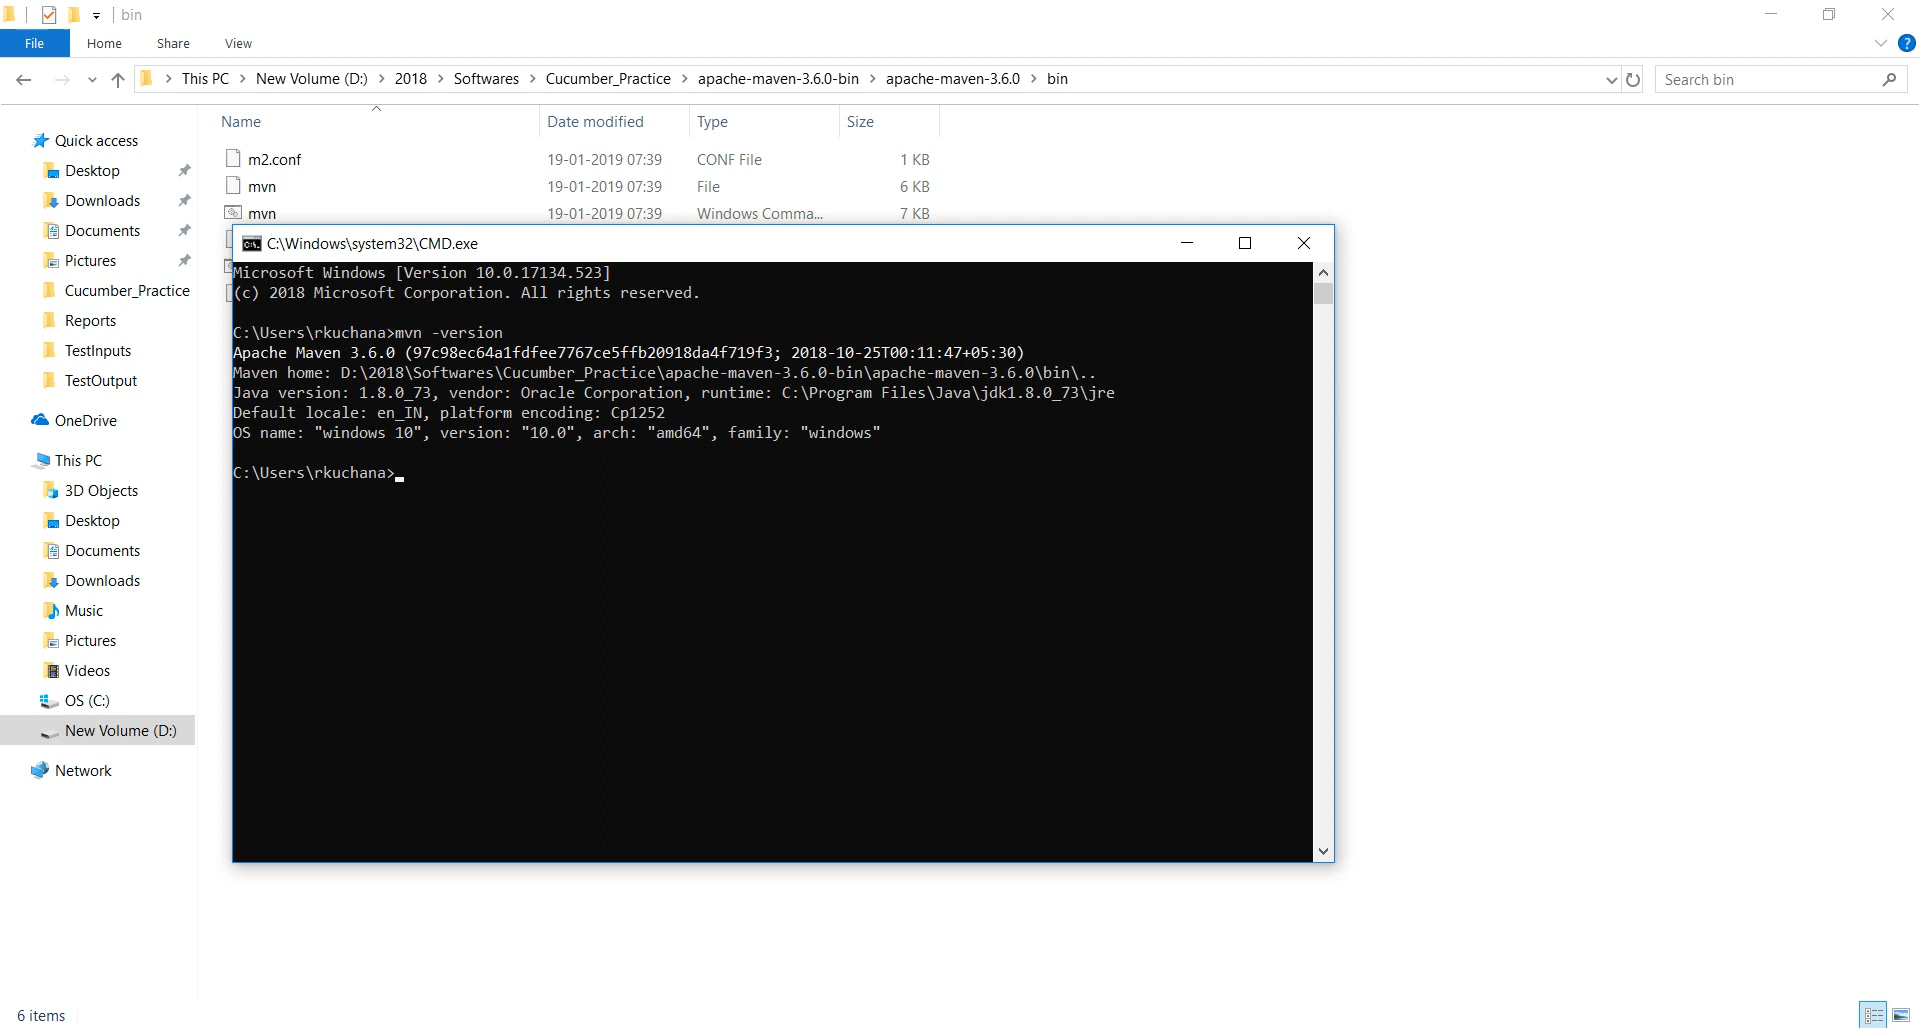 bin
File Home Share View
This PC > New Volume (D:) > 2018 > Softwares > Cucumber_Practice > apache-maven-3.6.0-bin > apache-maven-3.6.0 > bin
Search bin
Name Date modified Type Size
m2.conf 19-01-2019 07:39 CONF File 1 KB
mvn 19-01-2019 07:39 File 6 KB
mvn 19-01-2019 07:39 Windows Comma... 7 KB
Quick access
Desktop
Downloads
Documents
Pictures
Cucumber_Practice
Reports
TestInputs
TestOutput
OneDrive
This PC
3D Objects
Desktop
Documents
Downloads
Music
Pictures
Videos
OS (C:)
New Volume (D:)
Network
C:\Windows\system32\CMD.exe
Microsoft Windows [Version 10.0.17134.523]
(c) 2018 Microsoft Corporation. All rights reserved.
C:\Users\rkuchana>mvn -version
Apache Maven 3.6.0 (97c98ec64a1fdfee7767ce5ffb20918da4f719f3; 2018-10-25T00:11:47+05:30)
Maven home: D:\2018\Softwares\Cucumber_Practice\apache-maven-3.6.0-bin\apache-maven-3.6.0\bin\..
Java version: 1.8.0_73, vendor: Oracle Corporation, runtime: C:\Program Files\Java\jdk1.8.0_73\jre
Default locale: en_IN, platform encoding: Cp1252
OS name: "windows 10", version: "10.0", arch: "amd64", family: "windows"
C:\Users\rkuchana>
6 items